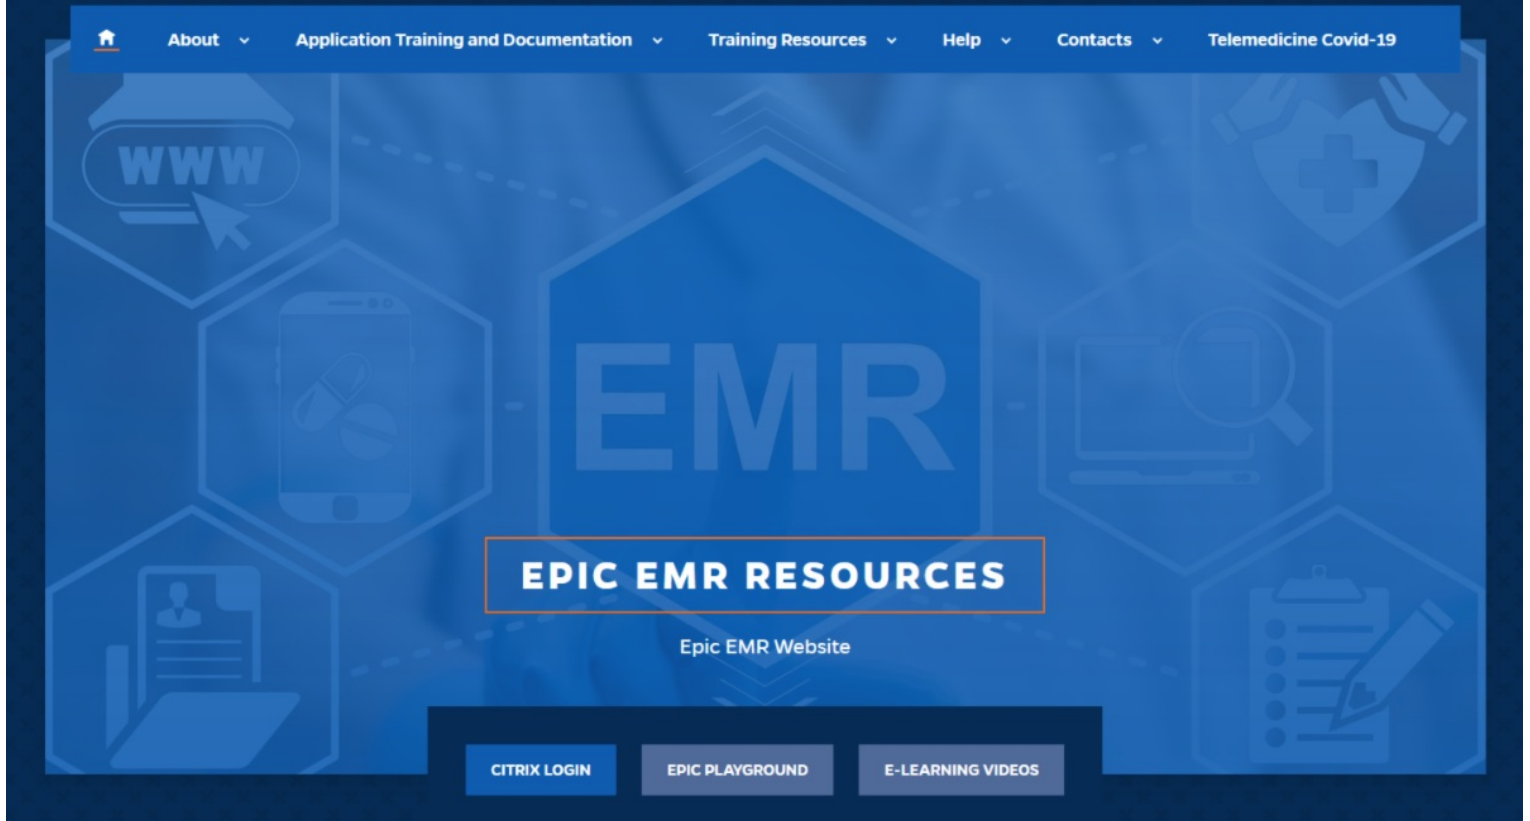 About Application Training and Documentation Training Resources Help Contacts Telemedicine Covid-19
WWW
EMR
EPIC EMR RESOURCES
Epic EMR Website
CITRIX LOGIN EPIC PLAYGROUND E-LEARNING VIDEOS